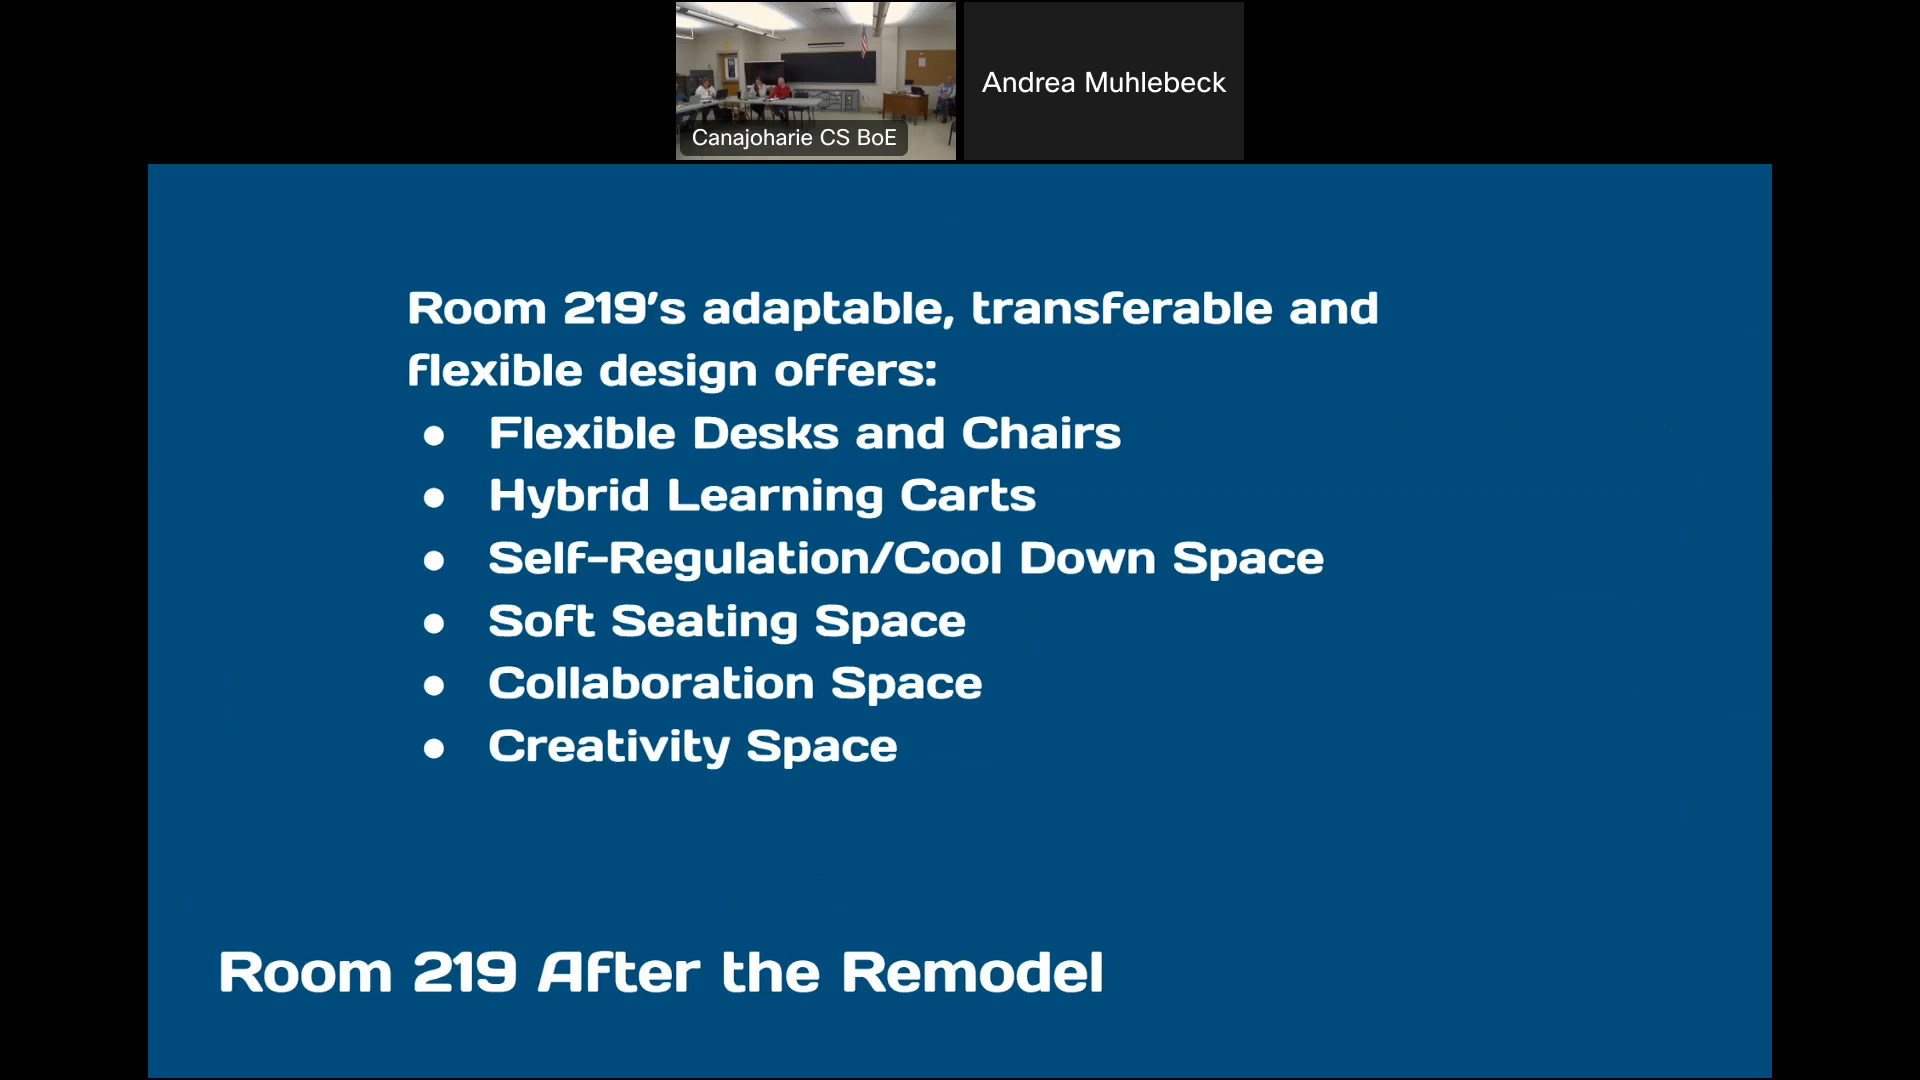 Canajoharie CS BoE
Andrea Muhlebeck
Room 219's adaptable, transferable and
flexible design offers:
● Flexible Desks and Chairs
● Hybrid Learning Carts
● Self-Regulation/Cool Down Space
● Soft Seating Space
● Collaboration Space
● Creativity Space
Room 219 After the Remodel